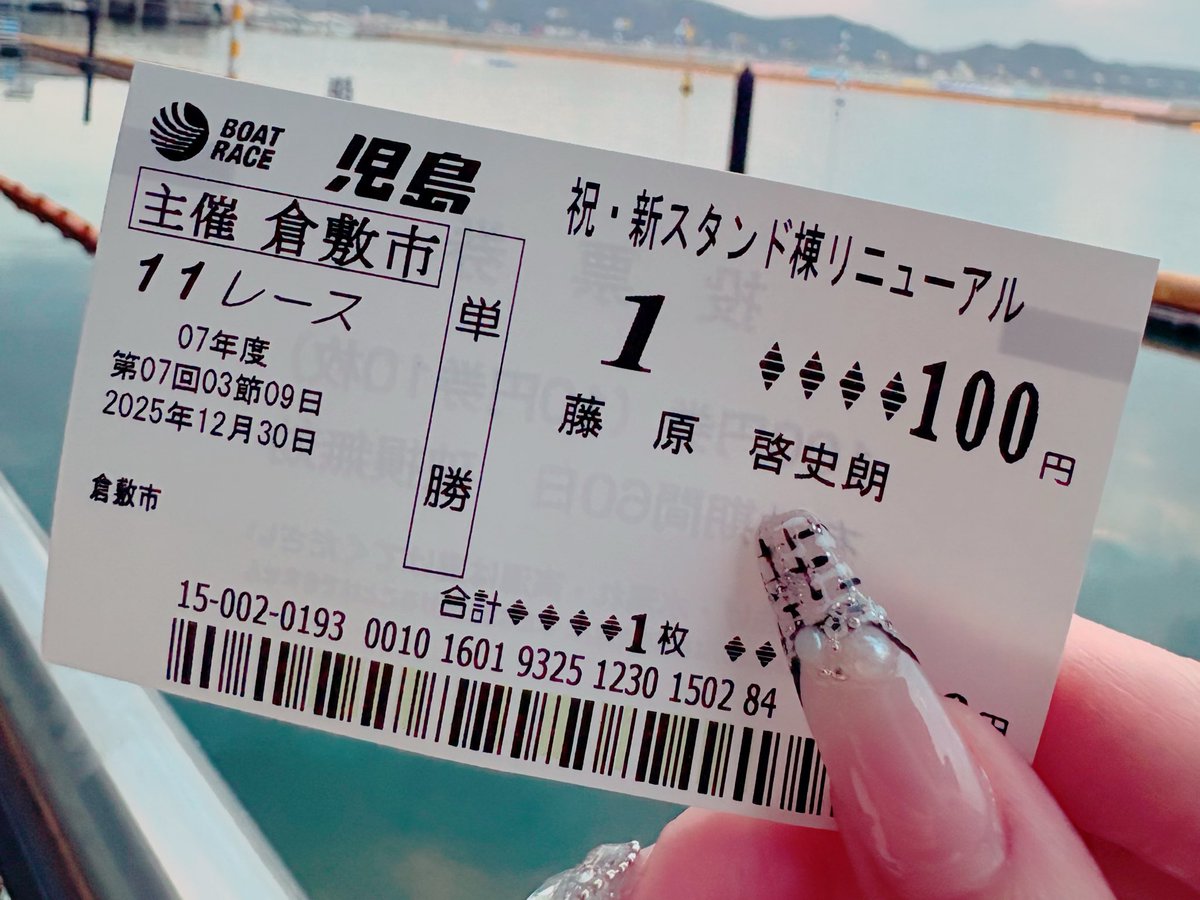 BOAT RACE 児島
主催 倉敷市
11レース
07年度
第07回03節09日
2025年12月30日
倉敷市
単勝
祝・新スタンド棟リニューアル
1 ♦♦♦♦100円
藤原 啓史朗
合計♦♦♦♦1枚 ♦♦
円
15-002-0193 0010 1601 9325 1230 1502 84